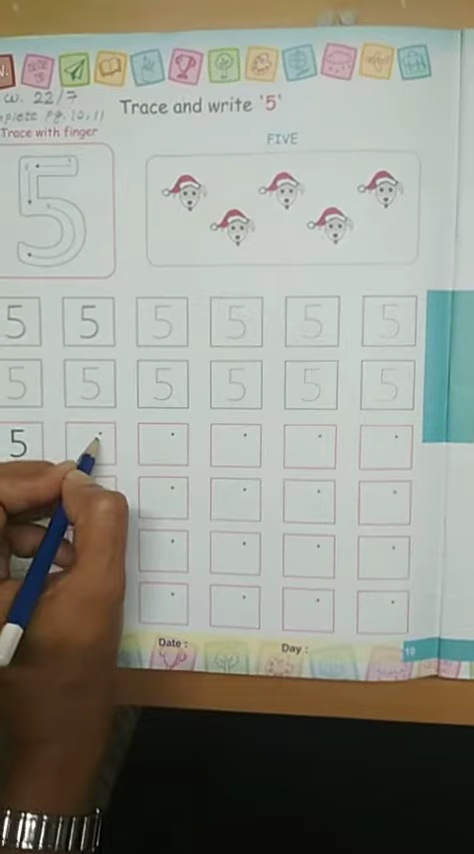 w. 22/7
Trace and write '5'
plete Pg. 10, 11
Trace with finger
FIVE
5
5 5 5 5 5 5
5 5 5 5 5 5
5
Date :
Day :
10